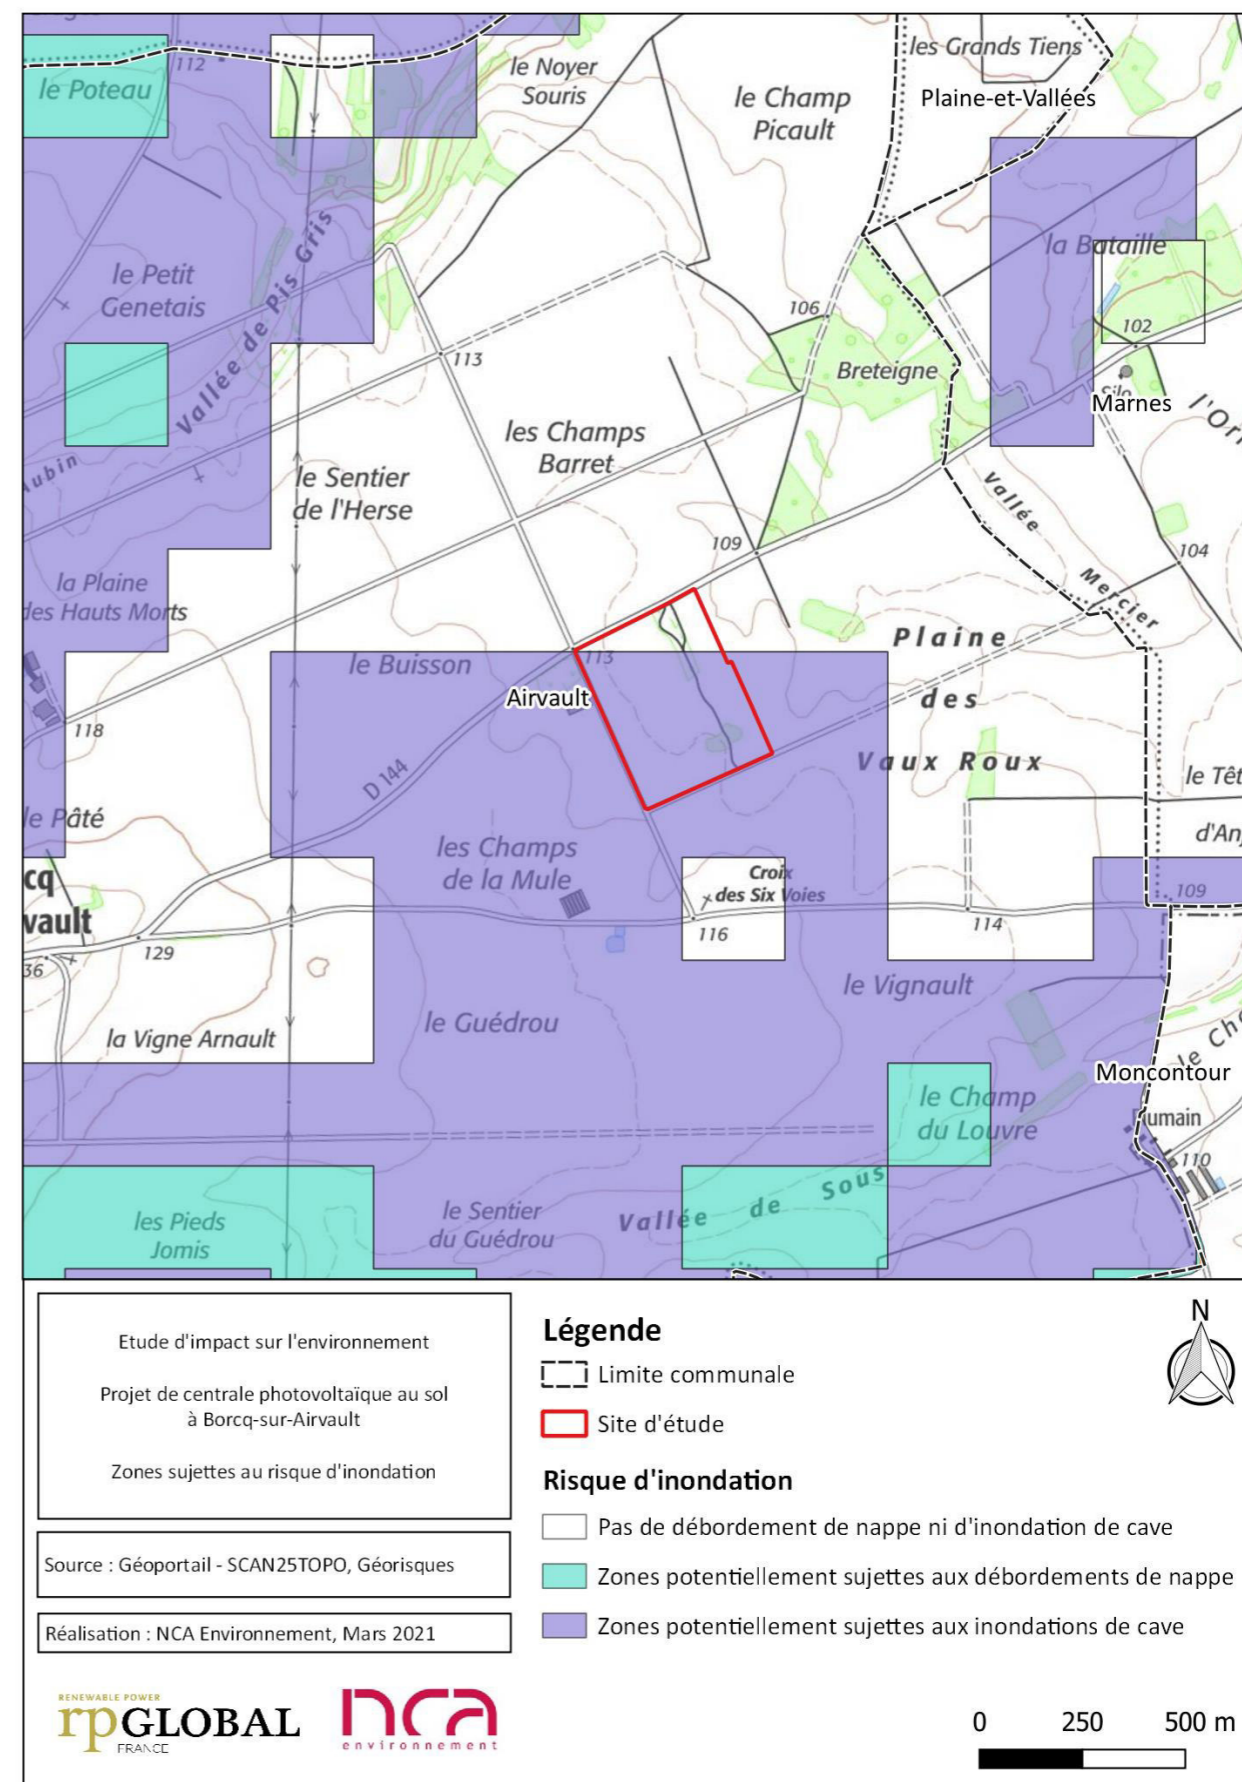 les Grands Tiens
Plaine-et-Vallées
112
le Poteau
le Noyer
Souris
le Champ
Picault
la Bataille
le Petit
Genetais
Vallée de Pis Gris
106
102
113
Breteigne
Silo
Marnes
l'Or
les Champs
Barret
le Sentier
de l'Herse
ubin
Vallée
Mercier
109
104
la Plaine
des Hauts Morts
Plaine
des
Vaux Roux
113
le Buisson
Airvault
118
D 144
le Têt
d'An
le Pâté
les Champs
de la Mule
Croix
des Six Voies
109
cq
vault
116
114
129
36
le Vignault
la Vigne Arnault
le Guédrou
le Ch
Moncontour
le Champ
du Louvre
umain
110
Vallée de Sous
les Pieds
Jomis
le Sentier
du Guédrou
Etude d'impact sur l'environnement
Projet de centrale photovoltaïque au sol
à Borcq-sur-Airvault
Zones sujettes au risque d'inondation
Source : Géoportail - SCAN25TOPO, Géorisques
Réalisation : NCA Environnement, Mars 2021
RENEWABLE POWER
rpGLOBAL
FRANCE
nca
environnement
Légende
Limite communale
Site d'étude
Risque d'inondation
Pas de débordement de nappe ni d'inondation de cave
Zones potentiellement sujettes aux débordements de nappe
Zones potentiellement sujettes aux inondations de cave
N
0 250 500 m